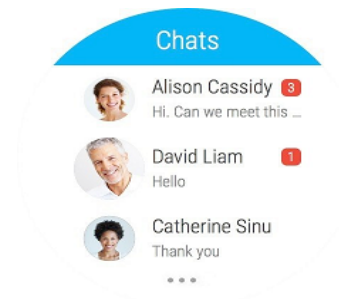 Chats
Alison Cassidy 3
Hi. Can we meet this ...
David Liam 1
Hello
Catherine Sinu
Thank you